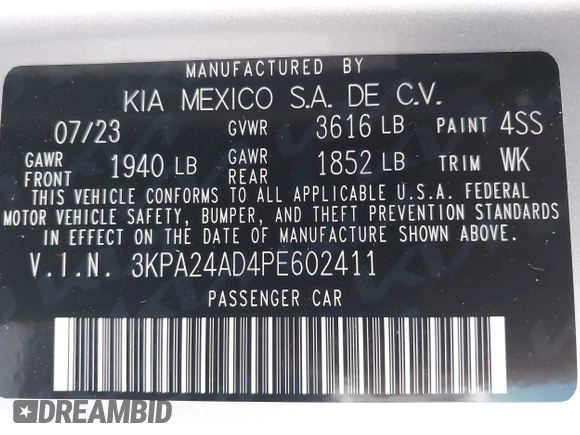 MANUFACTURED BY
KIA MEXICO S.A. DE C.V.
07/23 GVWR 3616 LB PAINT 4SS
GAWR FRONT 1940 LB GAWR REAR 1852 LB TRIM WK
THIS VEHICLE CONFORMS TO ALL APPLICABLE U.S.A. FEDERAL
MOTOR VEHICLE SAFETY, BUMPER, AND THEFT PREVENTION STANDARDS
IN EFFECT ON THE DATE OF MANUFACTURE SHOWN ABOVE.
V.I.N. 3KPA24AD4PE602411
PASSENGER CAR
DREAMBID